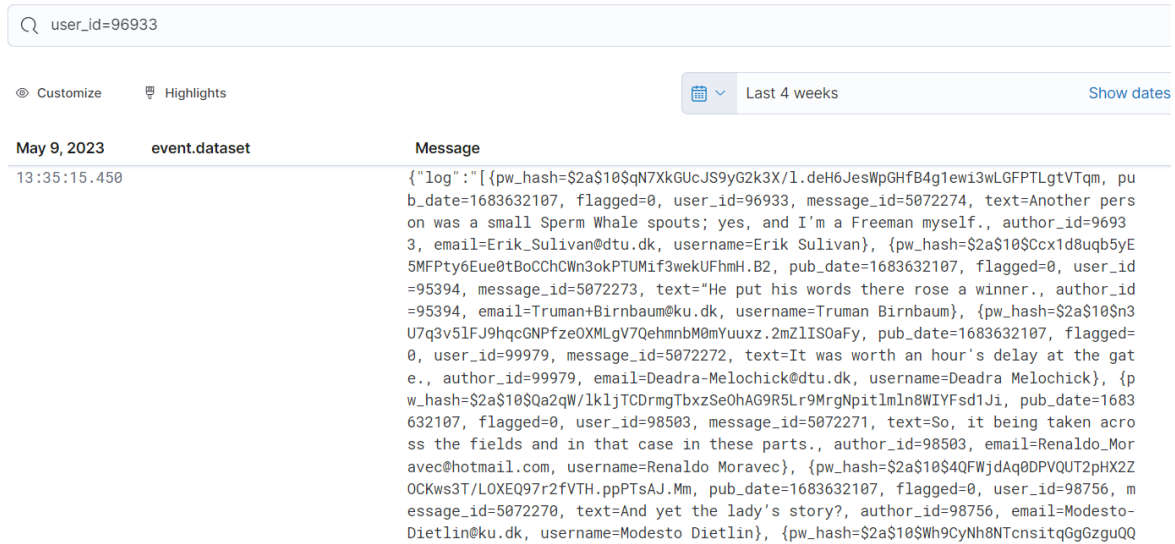 user_id=96933
Customize Highlights Last 4 weeks Show dates
May 9, 2023 event.dataset Message
13:35:15.450 {"log":"[{pw_hash=$2a$10$qN7XkGUcJS9yG2k3X/l.deH6JesWpGHfB4g1ewi3wLGFPTLgtVTqm, pu
b_date=1683632107, flagged=0, user_id=96933, message_id=5072274, text=Another pers
on was a small Sperm Whale spouts; yes, and I’m a Freeman myself., author_id=9693
3, email=Erik_Sulivan@dtu.dk, username=Erik Sulivan}, {pw_hash=$2a$10$Ccx1d8uqb5yE
5MFPty6Eue0tBoCChCWn3okPTUMif3wekUFhmH.B2, pub_date=1683632107, flagged=0, user_id
=95394, message_id=5072273, text=“He put his words there rose a winner., author_id
=95394, email=Truman+Birnbaum@ku.dk, username=Truman Birnbaum}, {pw_hash=$2a$10$n3
U7q3v5lFJ9hqcGNPfzeOXMLgV7QehmnbM0mYuuxz.2mZlISOaFy, pub_date=1683632107, flagged=
0, user_id=99979, message_id=5072272, text=It was worth an hour's delay at the gat
e., author_id=99979, email=Deadra-Melochick@dtu.dk, username=Deadra Melochick}, {p
w_hash=$2a$10$Qa2qW/lkljTCDrmgTbxzSeOhAG9R5Lr9MrgNpitlmln8WIYFsd1Ji, pub_date=1683
632107, flagged=0, user_id=98503, message_id=5072271, text=So, it being taken acro
ss the fields and in that case in these parts., author_id=98503, email=Renaldo_Mor
avec@hotmail.com, username=Renaldo Moravec}, {pw_hash=$2a$10$4QFWjdAq0DPVQUT2pHX2Z
OCKws3T/LOXEQ97r2fVTH.ppPTsAJ.Mm, pub_date=1683632107, flagged=0, user_id=98756, m
essage_id=5072270, text=And yet the lady’s story?, author_id=98756, email=Modesto-
Dietlin@ku.dk, username=Modesto Dietlin}, {pw_hash=$2a$10$Wh9CyNh8NTcnsitqGgGzguQQ